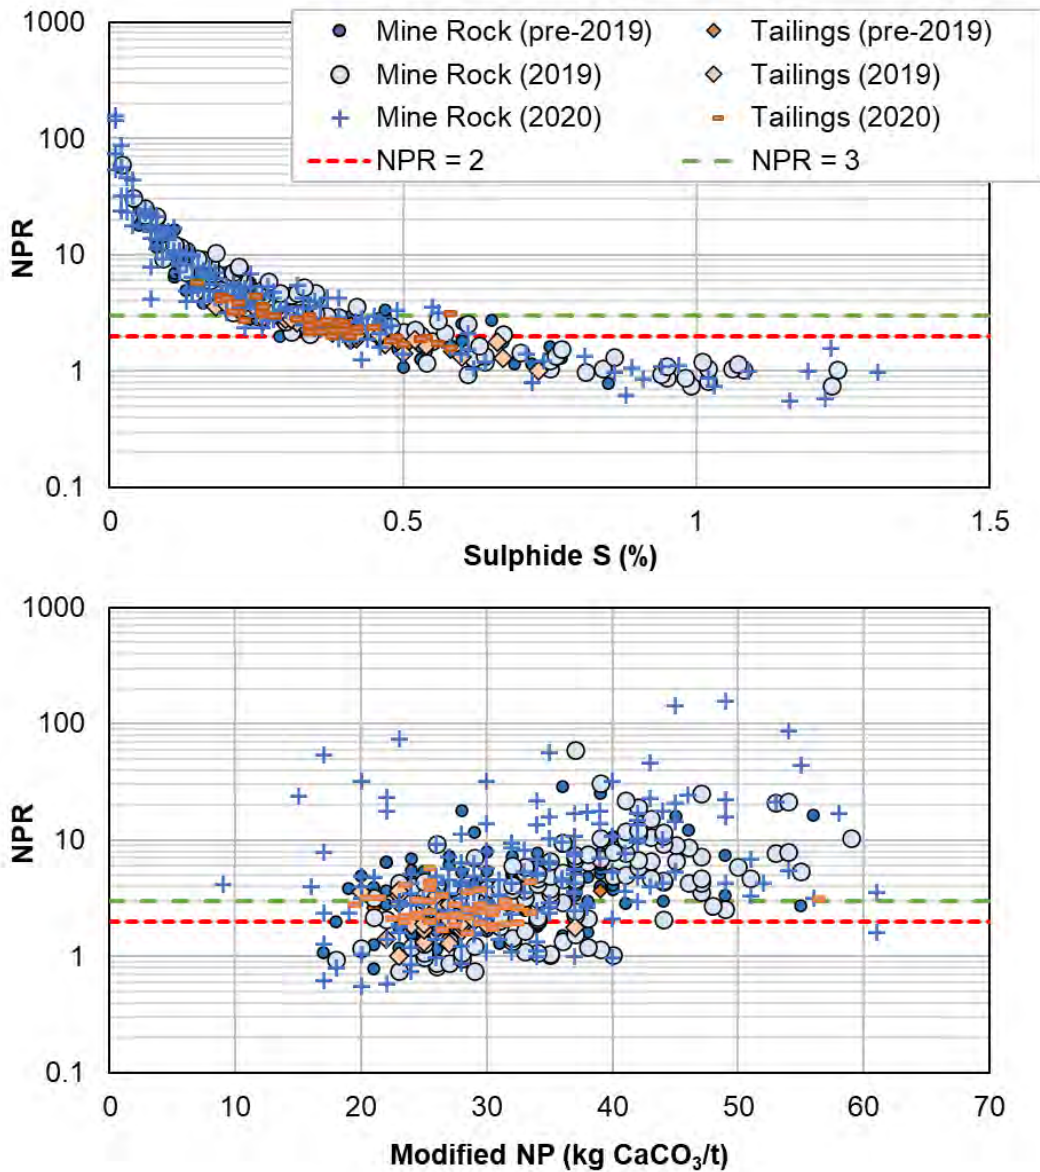 1000
Mine Rock (pre-2019) Tailings (pre-2019)
Mine Rock (2019) Tailings (2019)
100
Mine Rock (2020) Tailings (2020)
NPR = 2 NPR = 3
NPR
10
1
0.1
0 0.5 1 1.5
Sulphide S (%)
1000
100
NPR
10
1
0.1
0 10 20 30 40 50 60 70
Modified NP (kg CaCO₃/t)